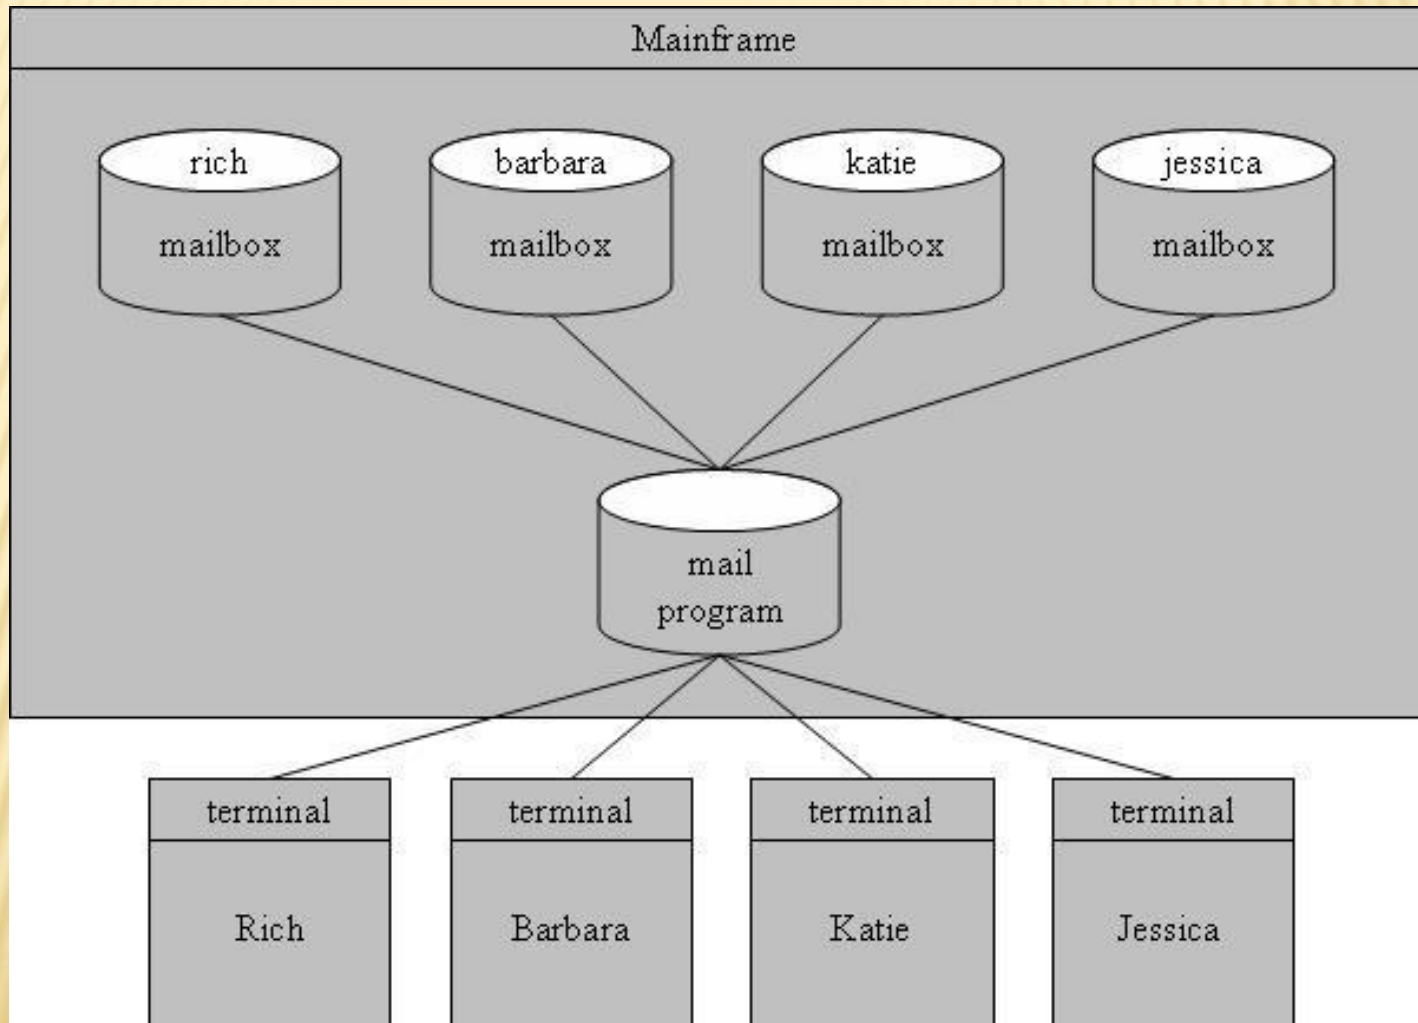 Mainframe
rich
barbara
katie
jessica
mailbox
mailbox
mailbox
mailbox
mail
program
terminal
terminal
terminal
terminal
Rich
Barbara
Katie
Jessica